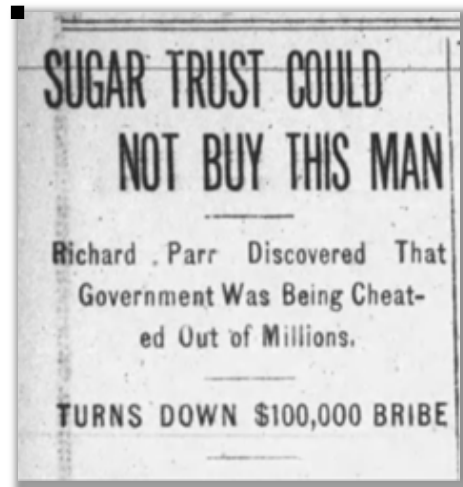 SUGAR TRUST COULD
NOT BUY THIS MAN
Richard Parr Discovered That
Government Was Being Cheat-
ed Out of Millions.
TURNS DOWN $100,000 BRIBE